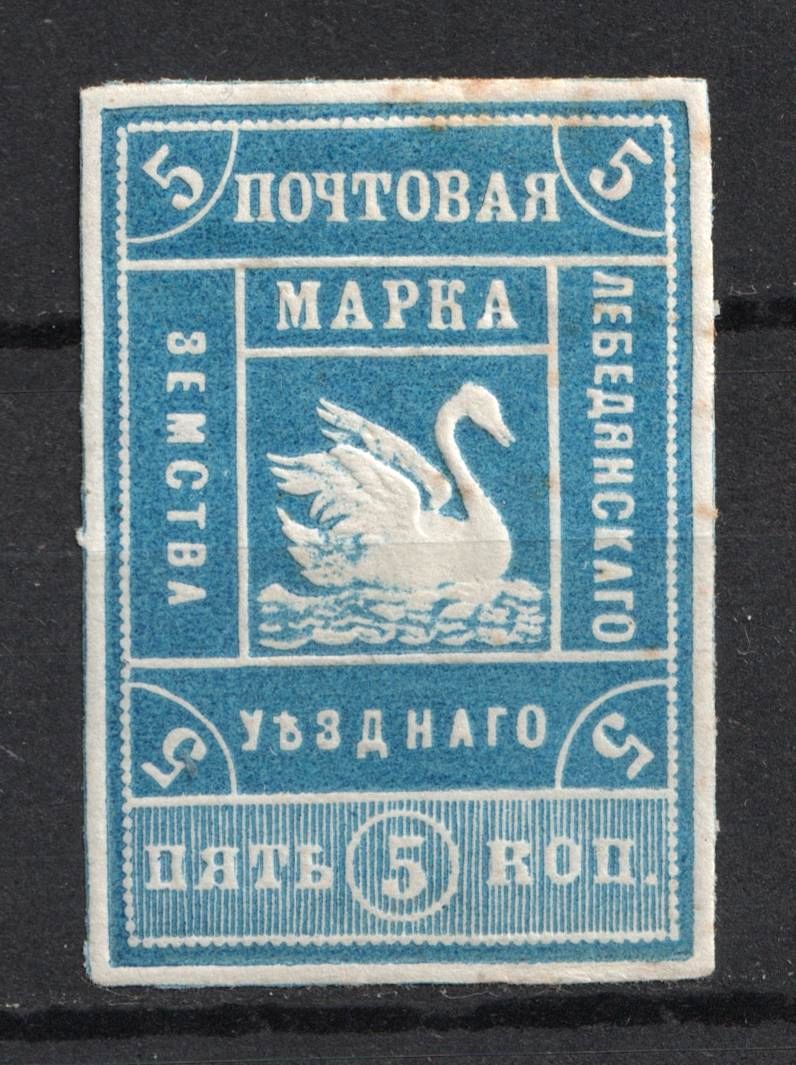 5 ПОЧТОВАЯ 5
МАРКА
ЛЕБЕДЯНСКАГО
УѢЗДНАГО
ЗЕМСТВА
5 5
ПЯТЬ 5 КОП.